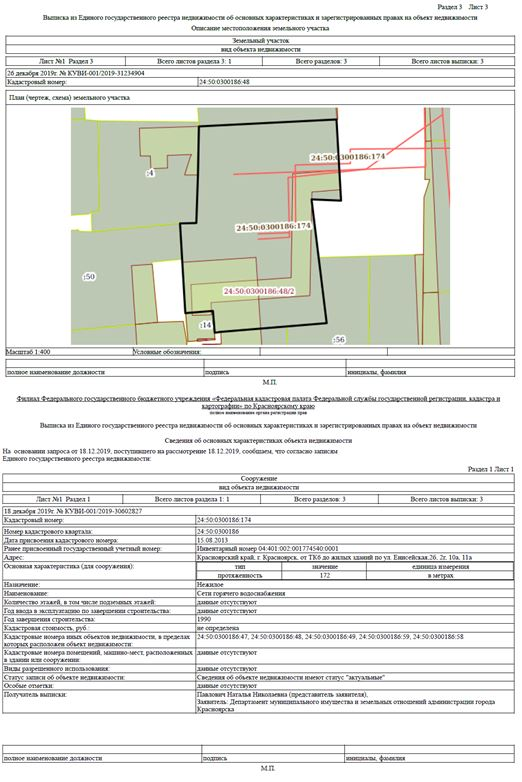 Раздел 3 Лист 3
Выписка из Единого государственного реестра недвижимости об основных характеристиках и зарегистрированных правах на объект недвижимости
Описание местоположения земельного участка
Земельный участок
вид объекта недвижимости
Лист №1 Раздел 3 Всего листов раздела 3: 1 Всего разделов: 3 Всего листов выписки: 3
26 декабря 2019г. № КУВИ-001/2019-31234904
Кадастровый номер: 24:50:0300186:48
План (чертеж, схема) земельного участка
24:50:0300186:174
:4
24:50:0300186:174
:50
24:50:0300186:48/2
:14
:56
Масштаб 1:400 Условные обозначения:
полное наименование должности подпись инициалы, фамилия
М.П.
Филиал Федерального государственного бюджетного учреждения «Федеральная кадастровая палата Федеральной службы государственной регистрации, кадастра и
картографии» по Красноярскому краю
полное наименование органа регистрации прав
Выписка из Единого государственного реестра недвижимости об основных характеристиках и зарегистрированных правах на объект недвижимости
Сведения об основных характеристиках объекта недвижимости
На основании запроса от 18.12.2019, поступившего на рассмотрение 18.12.2019, сообщаем, что согласно записям
Единого государственного реестра недвижимости:
Раздел 1 Лист 1
Сооружение
вид объекта недвижимости
Лист №1 Раздел 1 Всего листов раздела 1: 1 Всего разделов: 3 Всего листов выписки: 3
18 декабря 2019г. № КУВИ-001/2019-30602827
Кадастровый номер: 24:50:0300186:174
Номер кадастрового квартала: 24:50:0300186
Дата присвоения кадастрового номера: 15.08.2013
Ранее присвоенный государственный учетный номер: Инвентарный номер 04:401:002:001774540:0001
Адрес: Красноярский край, г. Красноярск, от ТК6 до жилых зданий по ул. Енисейская,2б, 2г, 10а, 11а
Основная характеристика (для сооружения): тип значение единица измерения
протяженность 172 в метрах
Назначение: Нежилое
Наименование: Сети горячего водоснабжения
Количество этажей, в том числе подземных этажей: данные отсутствуют
Год ввода в эксплуатацию по завершении строительства: данные отсутствуют
Год завершения строительства: 1990
Кадастровая стоимость, руб.: не определена
Кадастровые номера иных объектов недвижимости, в пределах 24:50:0300186:47, 24:50:0300186:48, 24:50:0300186:49, 24:50:0300186:59, 24:50:0300186:58
которых расположен объект недвижимости:
Кадастровые номера помещений, машино-мест, расположенных данные отсутствуют
в здании или сооружении:
Виды разрешенного использования: данные отсутствуют
Статус записи об объекте недвижимости: Сведения об объекте недвижимости имеют статус "актуальные"
Особые отметки: данные отсутствуют
Получатель выписки: Павлович Наталья Николаевна (представитель заявителя),
Заявитель: Департамент муниципального имущества и земельных отношений администрации города
Красноярска
полное наименование должности подпись инициалы, фамилия
М.П.